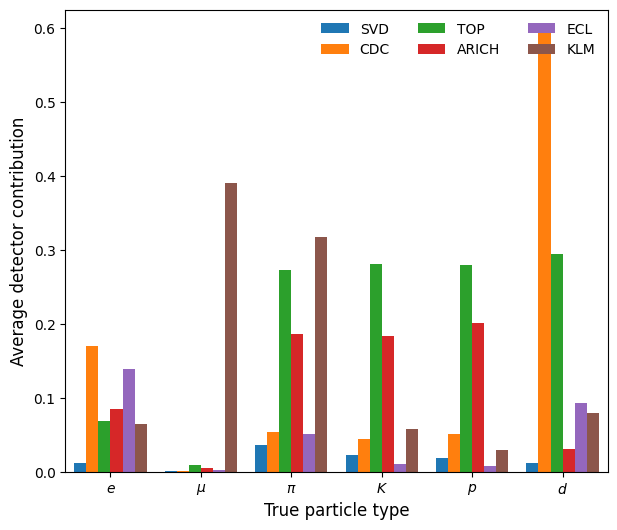 SVD
CDC
TOP
ARICH
ECL
KLM
Average detector contribution
0.6
0.5
0.4
0.3
0.2
0.1
0.0
e μ π K p d
True particle type